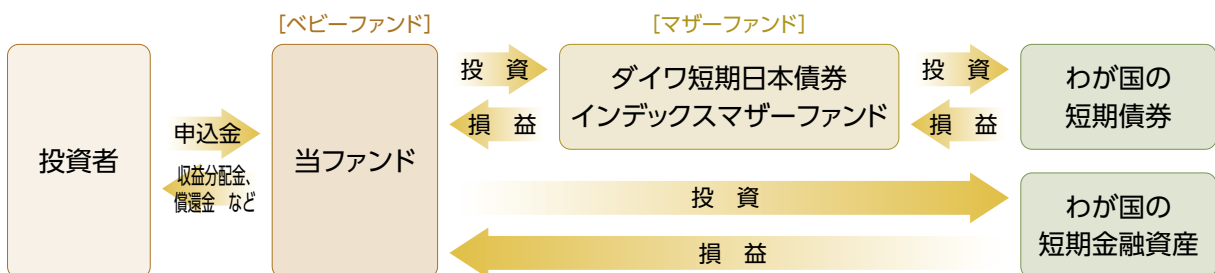 [ベビーファンド]
[マザーファンド]
投資者
申込金
収益分配金、
償還金 など
当ファンド
投 資
損 益
ダイワ短期日本債券
インデックスマザーファンド
投 資
損 益
わが国の
短期債券
投 資
損 益
わが国の
短期金融資産